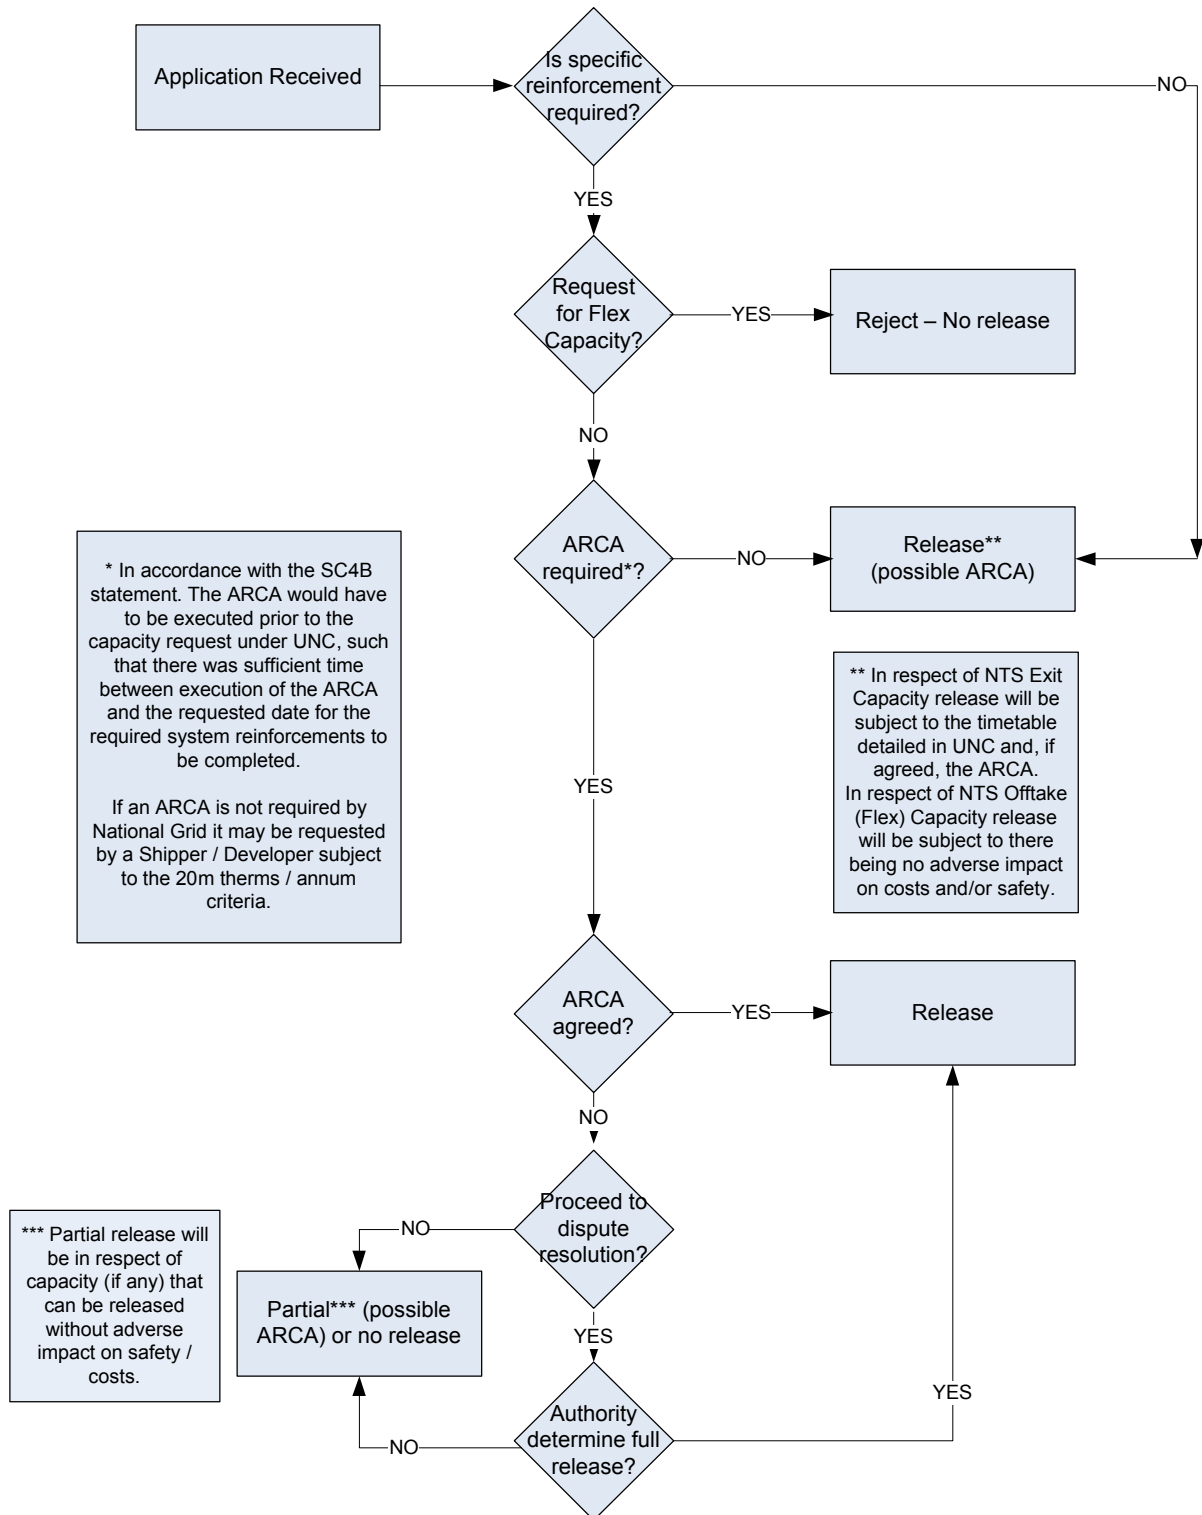 Application Received
Is specific
reinforcement
required?
NO
YES
Request
for Flex
Capacity?
YES
Reject – No release
NO
ARCA
required*?
NO
Release**
(possible ARCA)
* In accordance with the SC4B
statement. The ARCA would have
to be executed prior to the
capacity request under UNC, such
that there was sufficient time
between execution of the ARCA
and the requested date for the
required system reinforcements to
be completed.
If an ARCA is not required by
National Grid it may be requested
by a Shipper / Developer subject
to the 20m therms / annum
criteria.
** In respect of NTS Exit
Capacity release will be
subject to the timetable
detailed in UNC and, if
agreed, the ARCA.
In respect of NTS Offtake
(Flex) Capacity release
will be subject to there
being no adverse impact
on costs and/or safety.
YES
ARCA
agreed?
YES
Release
NO
Proceed to
dispute
resolution?
NO
*** Partial release will
be in respect of
capacity (if any) that
can be released
without adverse
impact on safety /
costs.
Partial*** (possible
ARCA) or no release
YES
YES
Authority
determine full
release?
NO